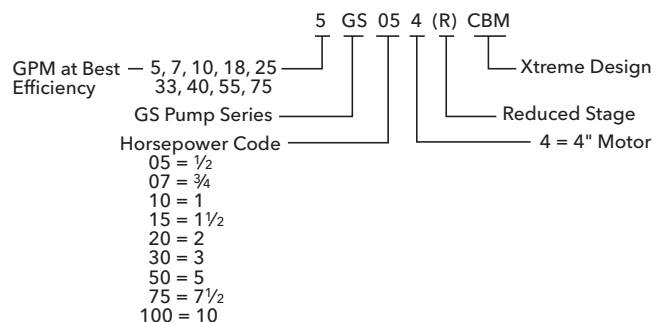 5 GS 05 4 (R) CBM
GPM at Best Efficiency
5, 7, 10, 18, 25
33, 40, 55, 75
Xtreme Design
GS Pump Series
Reduced Stage
Horsepower Code
4 = 4" Motor
05 = ½
07 = ¾
10 = 1
15 = 1½
20 = 2
30 = 3
50 = 5
75 = 7½
100 = 10